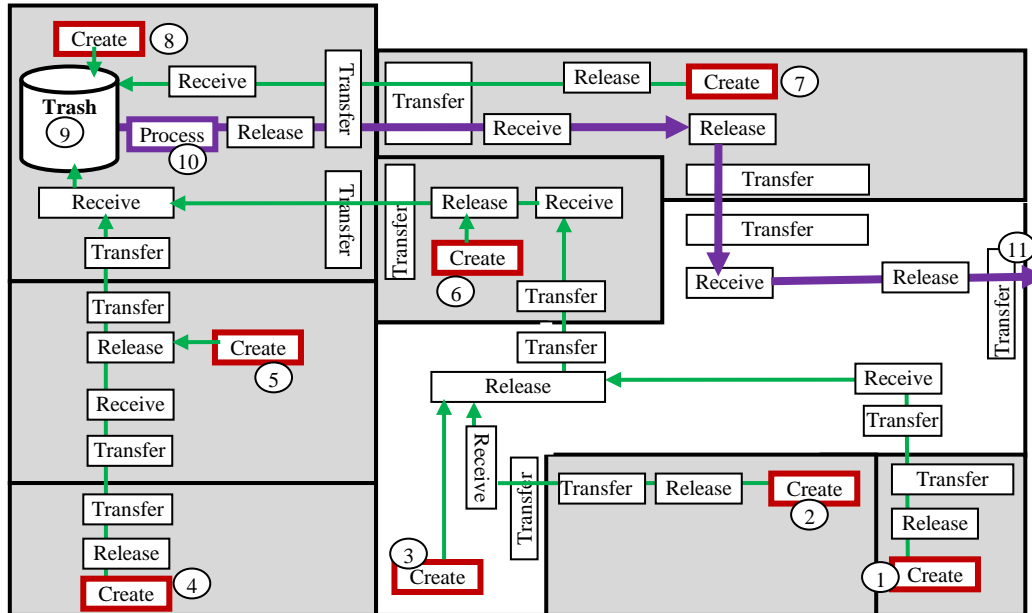 Create
8
Receive
Transfer
Transfer
Release
Create
7
Trash
9
Process
10
Release
Receive
Release
Receive
Transfer
Transfer
Release
Receive
Transfer
Transfer
Transfer
Create
6
11
Receive
Release
Transfer
Transfer
Transfer
Transfer
Release
Create
5
Release
Receive
Receive
Transfer
Transfer
Receive
Transfer
Transfer
Transfer
Release
Create
2
Transfer
Release
Release
3
Create
1
Create
Create
4